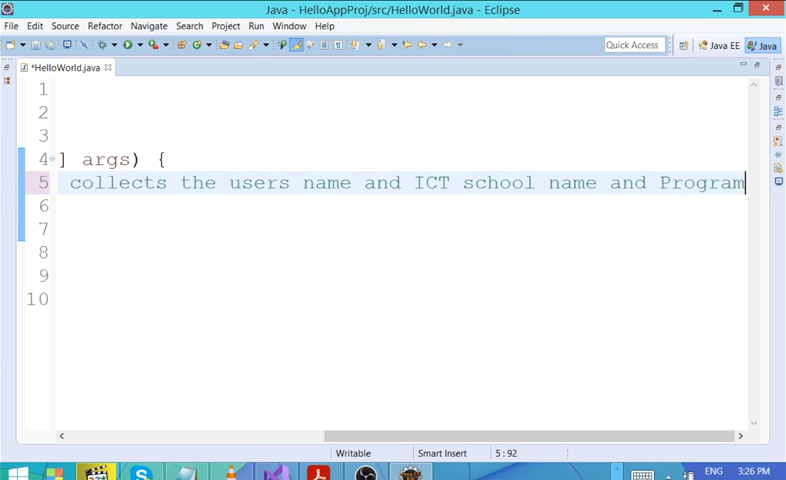 Java - HelloAppProj/src/HelloWorld.java - Eclipse
File Edit Source Refactor Navigate Search Project Run Window Help
Quick Access Java EE Java
*HelloWorld.java
1
2
3
4 ] args) {
5 collects the users name and ICT school name and Program
6
7
8
9
10
Writable Smart Insert 5 : 92
ENG 3:26 PM